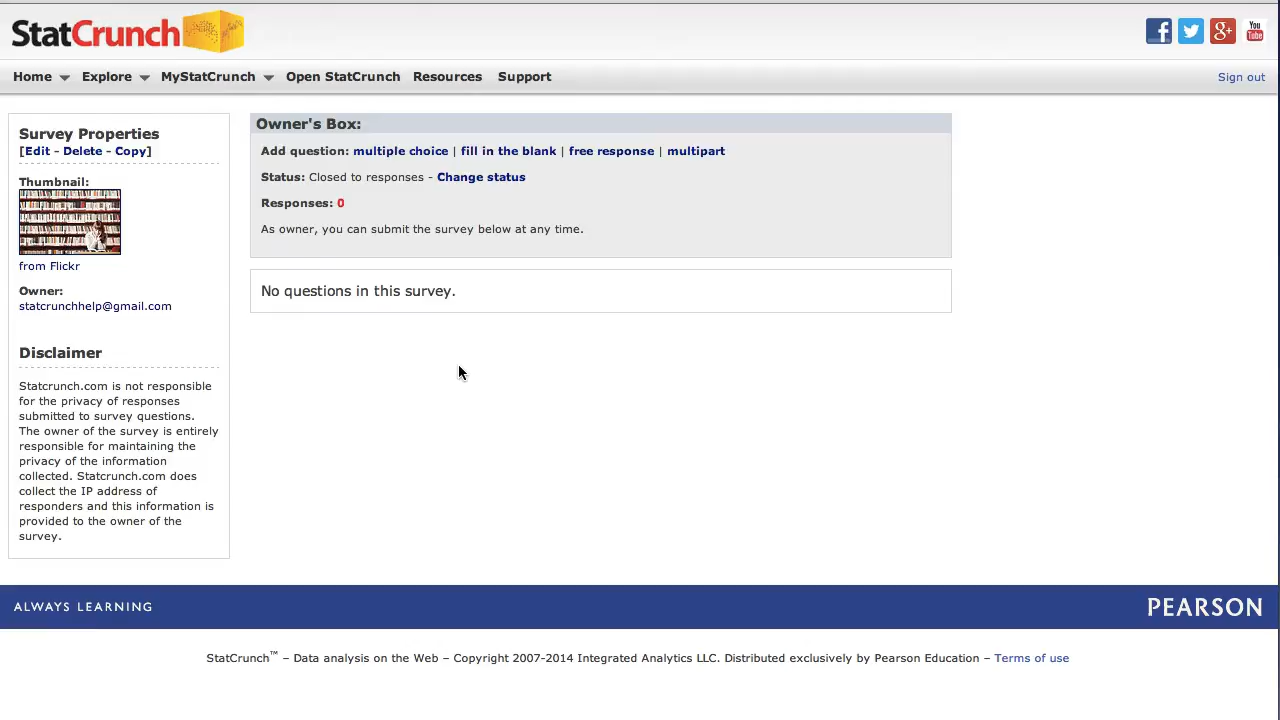 StatCrunch
You Tube
Home Explore MyStatCrunch Open StatCrunch Resources Support Sign out
Survey Properties
[Edit - Delete - Copy]
Thumbnail:
from Flickr
Owner:
statcrunchhelp@gmail.com
Disclaimer
Statcrunch.com is not responsible
for the privacy of responses
submitted to survey questions.
The owner of the survey is entirely
responsible for maintaining the
privacy of the information
collected. Statcrunch.com does
collect the IP address of
responders and this information is
provided to the owner of the
survey.
Owner's Box:
Add question: multiple choice | fill in the blank | free response | multipart
Status: Closed to responses - Change status
Responses: 0
As owner, you can submit the survey below at any time.
No questions in this survey.
ALWAYS LEARNING
PEARSON
StatCrunch™ – Data analysis on the Web – Copyright 2007-2014 Integrated Analytics LLC. Distributed exclusively by Pearson Education – Terms of use